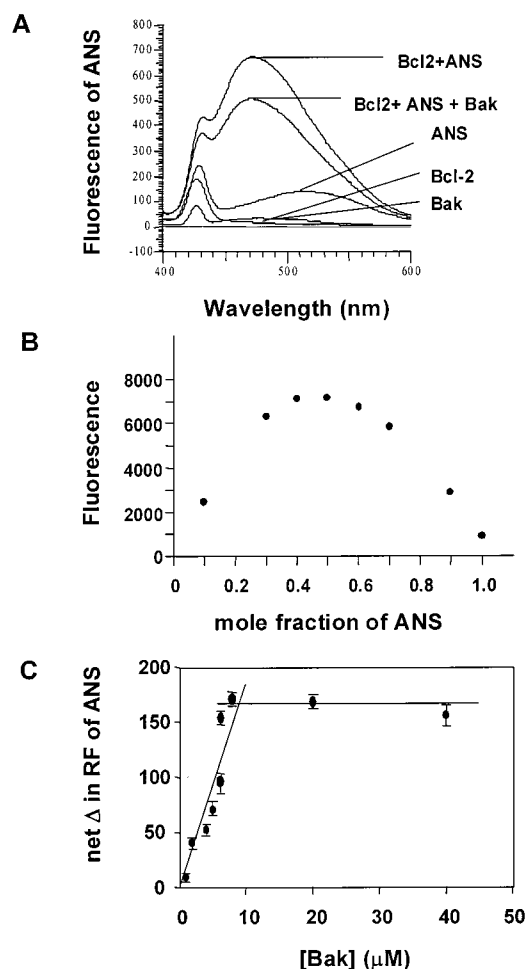 A
Fluorescence of ANS
800
700
600
500
400
300
200
100
0
-100
400
500
600
Bcl2+ANS
Bcl2+ ANS + Bak
ANS
Bcl-2
Bak
Wavelength (nm)
B
Fluorescence
8000
6000
4000
2000
0
0 0.2 0.4 0.6 0.8 1.0
mole fraction of ANS
C
net Δ in RF of ANS
200
150
100
50
0
0 10 20 30 40 50
[Bak] (μM)